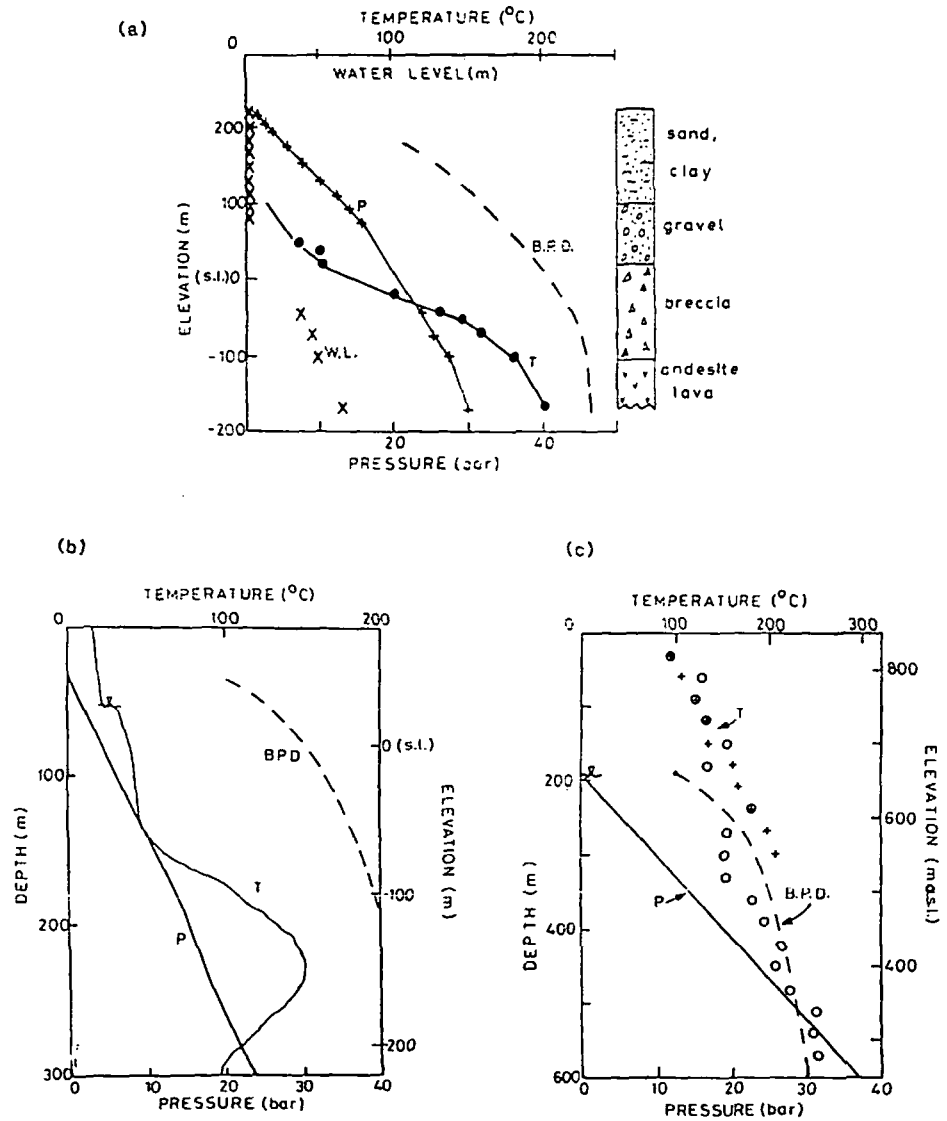 (a)
TEMPERATURE (°C)
0 100 200
WATER LEVEL(m)
200
100
(s.l.)0
-100
-200
ELEVATION (m)
P
B.P.D.
W.L.
T
20 40
PRESSURE (bar)
sand,
clay
gravel
breccia
andesite
lava
(b)
TEMPERATURE (°C)
0 100 200
BPD
0 (s.l.)
100
-100
200
-200
300
DEPTH (m)
ELEVATION (m)
T
P
0 10 20 30 40
PRESSURE (bar)
(c)
TEMPERATURE (°C)
0 100 200 300
800
T
200
600
P
B.P.D.
400
400
600
DEPTH (m)
ELEVATION (masl.)
0 10 20 30 40
PRESSURE (bar)